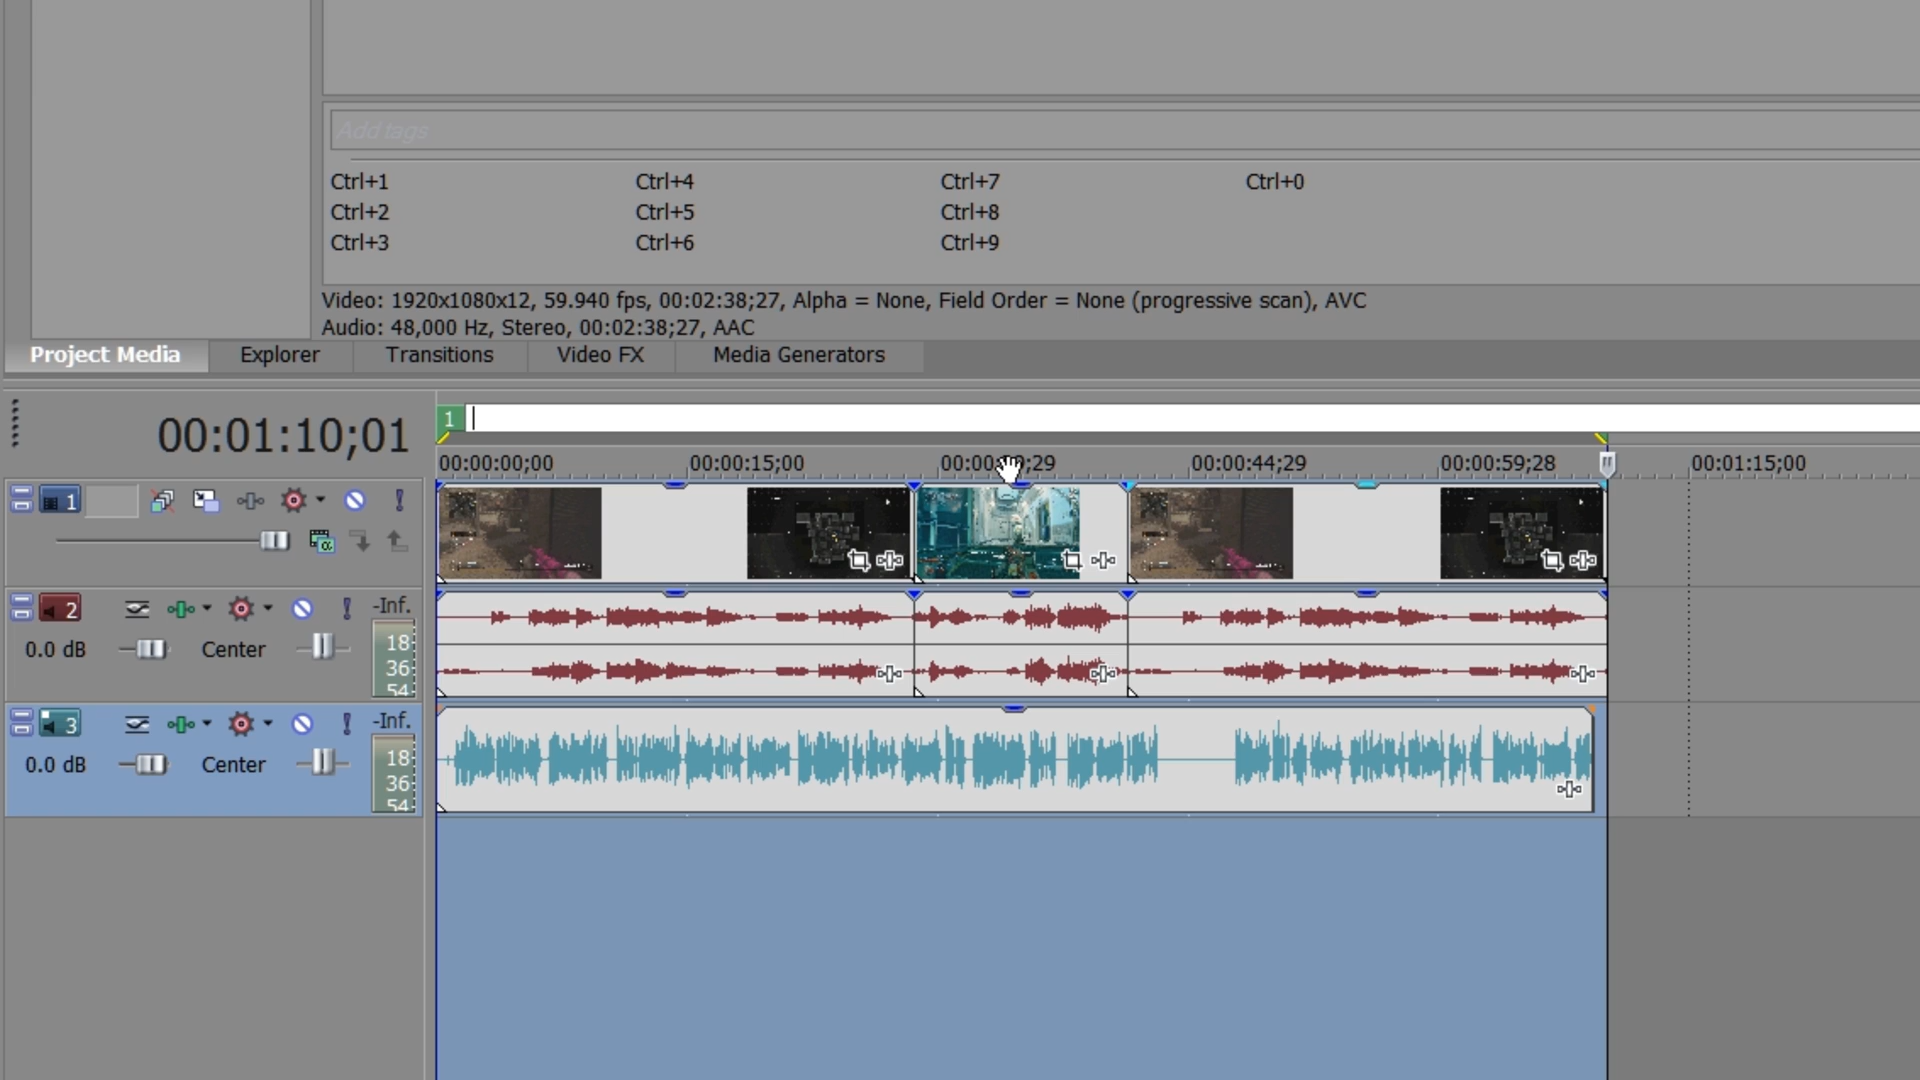 Add tags
Ctrl+1 Ctrl+4 Ctrl+7 Ctrl+0
Ctrl+2 Ctrl+5 Ctrl+8
Ctrl+3 Ctrl+6 Ctrl+9
Video: 1920x1080x12, 59.940 fps, 00:02:38;27, Alpha = None, Field Order = None (progressive scan), AVC
Audio: 48,000 Hz, Stereo, 00:02:38;27, AAC
Project Media Explorer Transitions Video FX Media Generators
00:01:10;01
1
00:00:00;00 00:00:15;00 00:00: 9;29 00:00:44;29 00:00:59;28 00:01:15;00
1
2 -Inf.
0.0 dB Center 18
36
54
3 -Inf.
0.0 dB Center 18
36
54